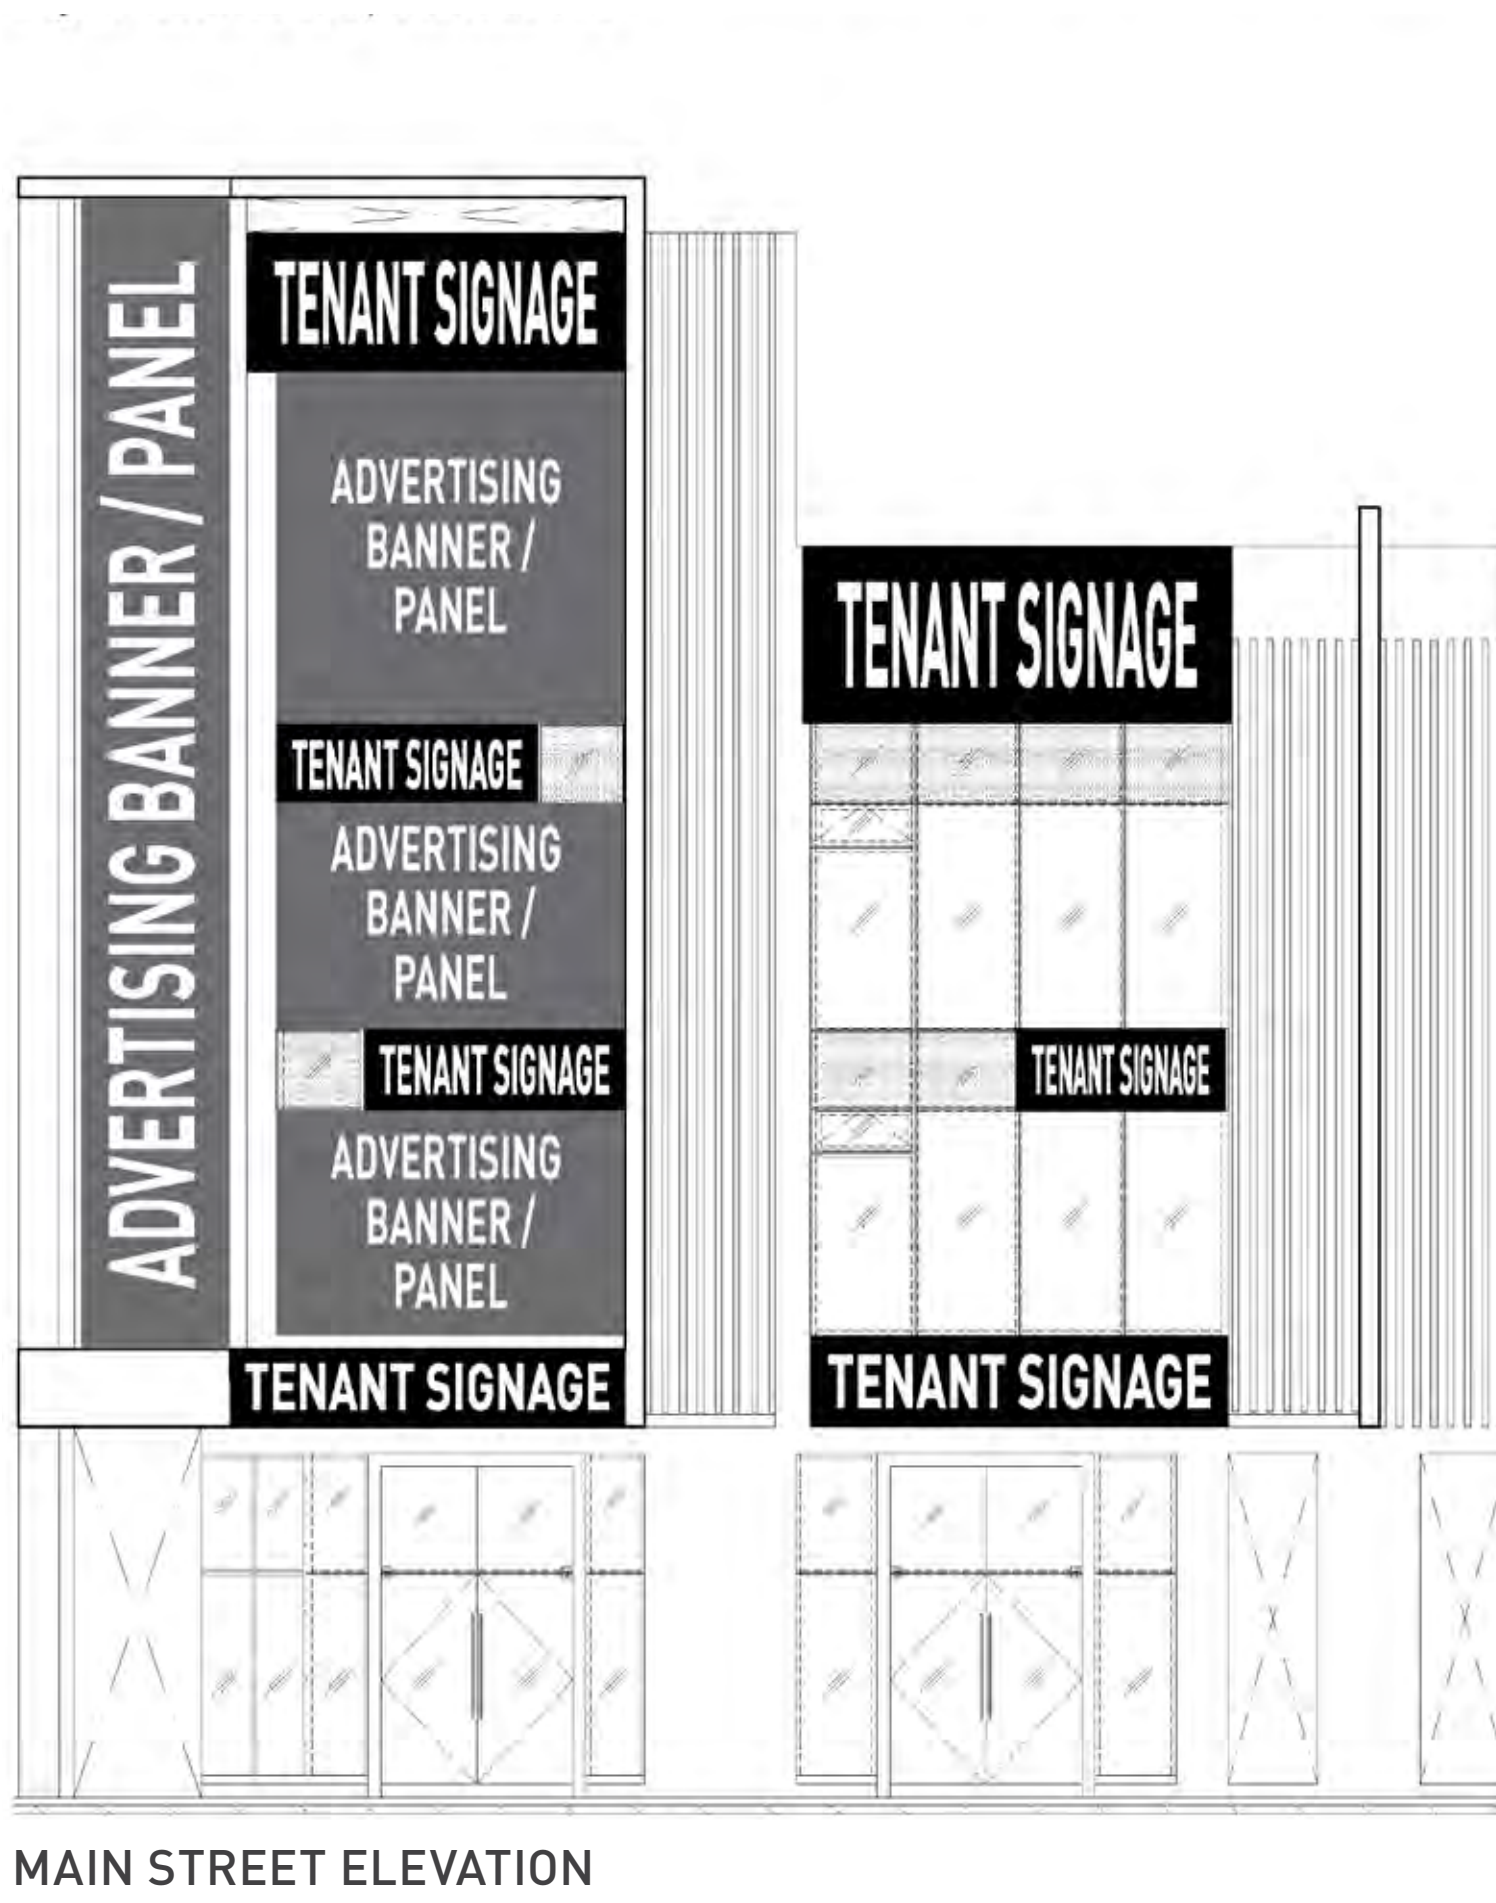 ADVERTISING BANNER / PANEL
TENANT SIGNAGE
ADVERTISING
BANNER /
PANEL
TENANT SIGNAGE
ADVERTISING
BANNER /
PANEL
TENANT SIGNAGE
ADVERTISING
BANNER /
PANEL
TENANT SIGNAGE
TENANT SIGNAGE
TENANT SIGNAGE
TENANT SIGNAGE
MAIN STREET ELEVATION